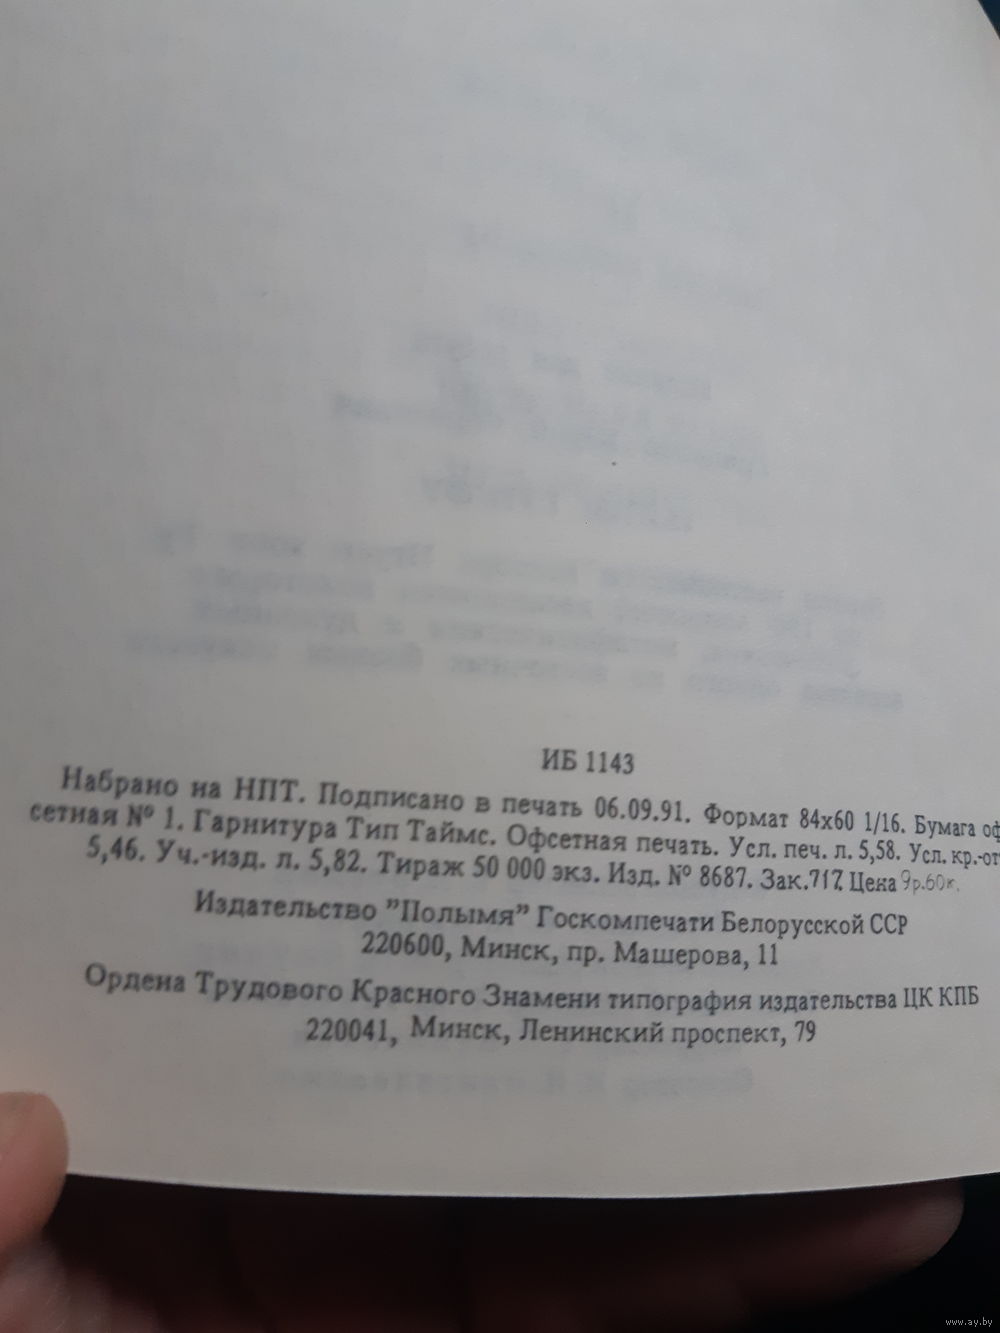 ИБ 1143
Набрано на НПТ. Подписано в печать 06.09.91. Формат 84х60 1/16. Бумага оф
сетная № 1. Гарнитура Тип Таймс. Офсетная печать. Усл. печ. л. 5,58. Усл. кр.-от
5,46. Уч.-изд. л. 5,82. Тираж 50 000 экз. Изд. № 8687. Зак.717. Цена 9р.60к.
Издательство "Полымя" Госкомпечати Белорусской ССР
220600, Минск, пр. Машерова, 11
Ордена Трудового Красного Знамени типография издательства ЦК КПБ
220041, Минск, Ленинский проспект, 79
www.ay.by